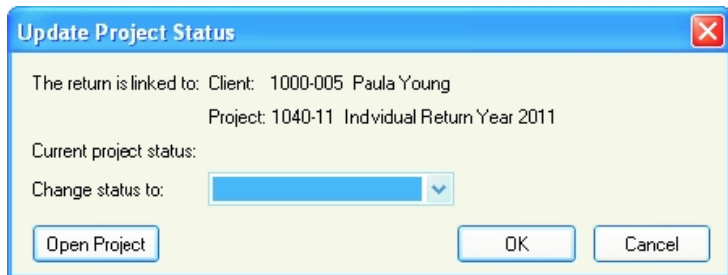 Update Project Status
The return is linked to: Client: 1000-005 Paula Young
Project: 1040-11 Indvidual Return Year 2011
Current project status:
Change status to:
Open Project OK Cancel